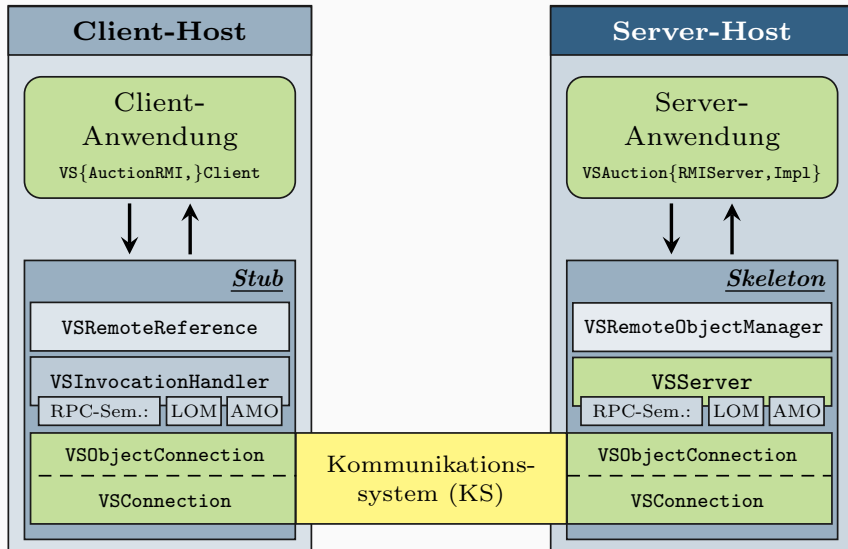 Client-Host
Client-
Anwendung
VS{AuctionRMI,}Client
Stub
VSRemoteReference
VSInvocationHandler
RPC-Sem.: LOM AMO
VSObjectConnection
VSConnection
Kommunikations-
system (KS)
Server-Host
Server-
Anwendung
VSAuction{RMIServer,Impl}
Skeleton
VSRemoteObjectManager
VSServer
RPC-Sem.: LOM AMO
VSObjectConnection
VSConnection